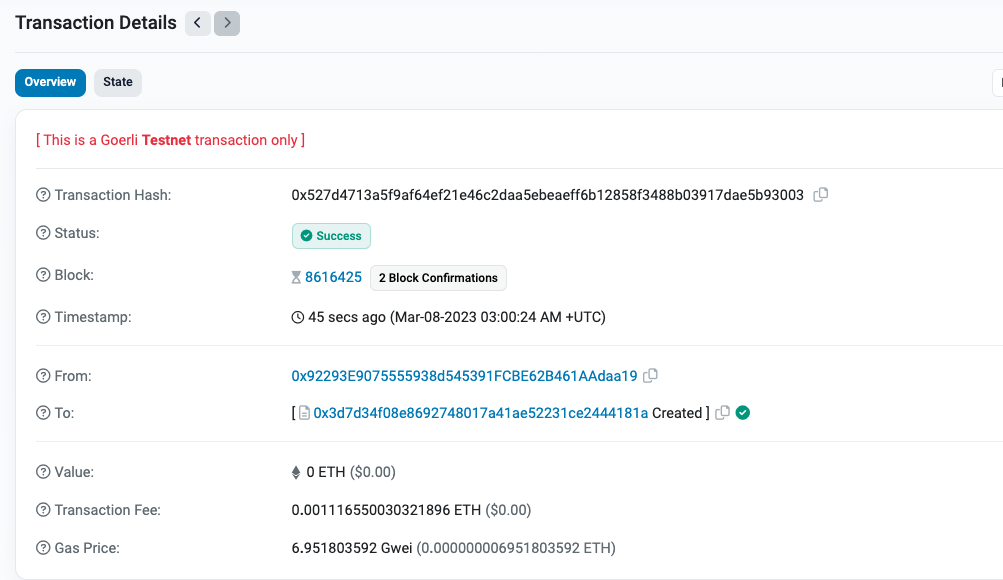 Transaction Details
Overview State
[ This is a Goerli Testnet transaction only ]
Transaction Hash: 0x527d4713a5f9af64ef21e46c2daa5ebeaeff6b12858f3488b03917dae5b93003
Status: Success
Block: 8616425 2 Block Confirmations
Timestamp: 45 secs ago (Mar-08-2023 03:00:24 AM +UTC)
From: 0x92293E9075555938d545391FCBE62B461AAdaa19
To: [ 0x3d7d34f08e8692748017a41ae52231ce2444181a Created ]
Value: 0 ETH ($0.00)
Transaction Fee: 0.001116550030321896 ETH ($0.00)
Gas Price: 6.951803592 Gwei (0.000000006951803592 ETH)